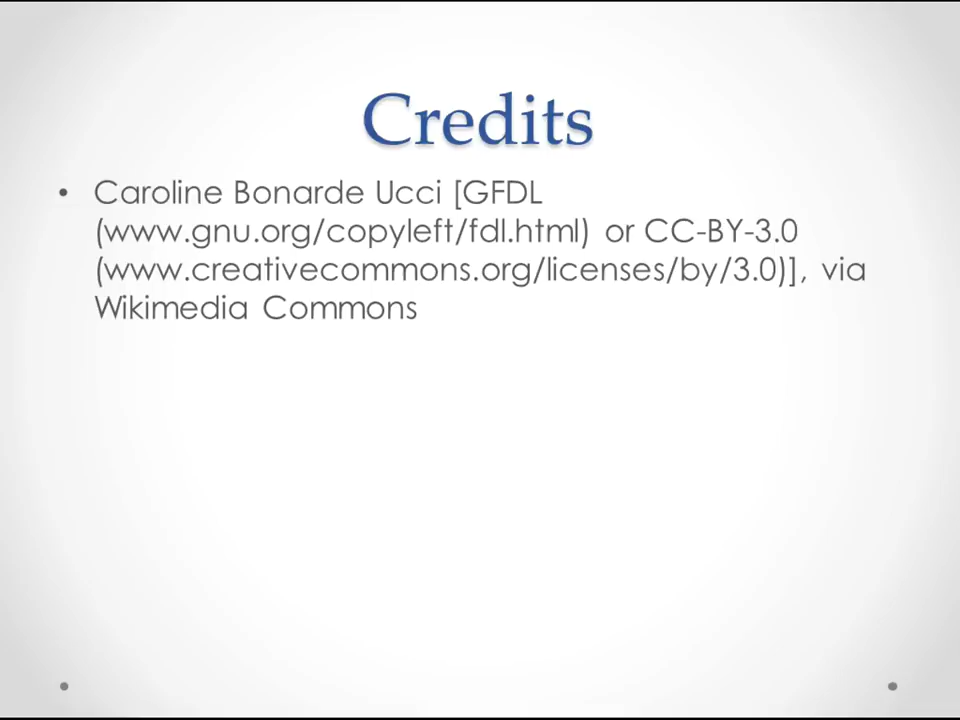 Credits
• Caroline Bonarde Ucci [GFDL
(www.gnu.org/copyleft/fdl.html) or CC-BY-3.0
(www.creativecommons.org/licenses/by/3.0)], via
Wikimedia Commons